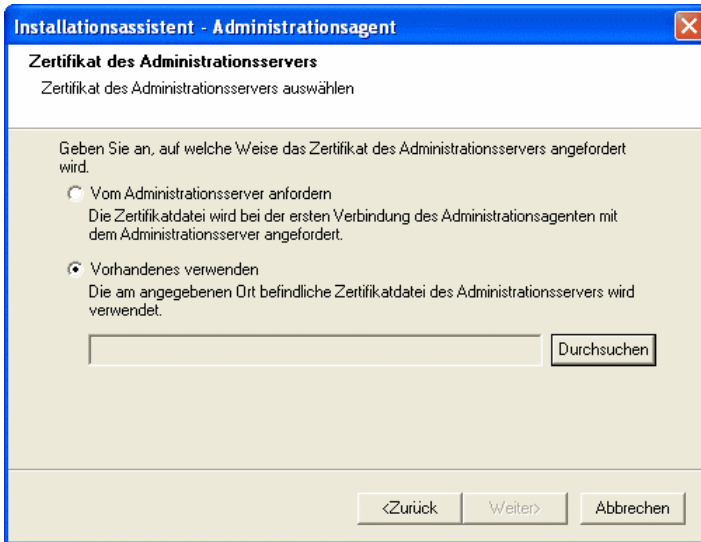 Installationsassistent - Administrationsagent
Zertifikat des Administrationsservers
Zertifikat des Administrationsservers auswählen
Geben Sie an, auf welche Weise das Zertifikat des Administrationsservers angefordert
wird.
Vom Administrationsserver anfordern
Die Zertifikatdatei wird bei der ersten Verbindung des Administrationsagenten mit
dem Administrationsserver angefordert.
Vorhandenes verwenden
Die am angegebenen Ort befindliche Zertifikatdatei des Administrationsservers wird
verwendet.
Durchsuchen
<Zurück Weiter> Abbrechen